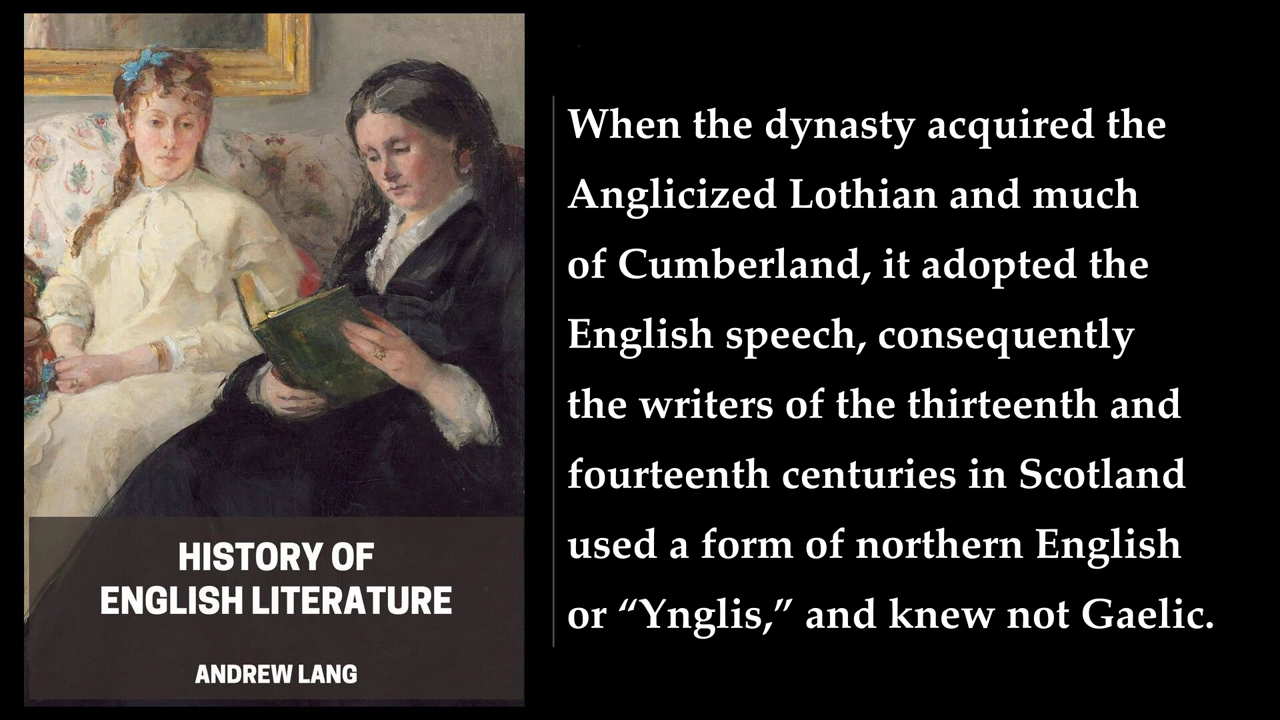 HISTORY OF
ENGLISH LITERATURE
ANDREW LANG
When the dynasty acquired the
Anglicized Lothian and much
of Cumberland, it adopted the
English speech, consequently
the writers of the thirteenth and
fourteenth centuries in Scotland
used a form of northern English
or “Ynglis,” and knew not Gaelic.